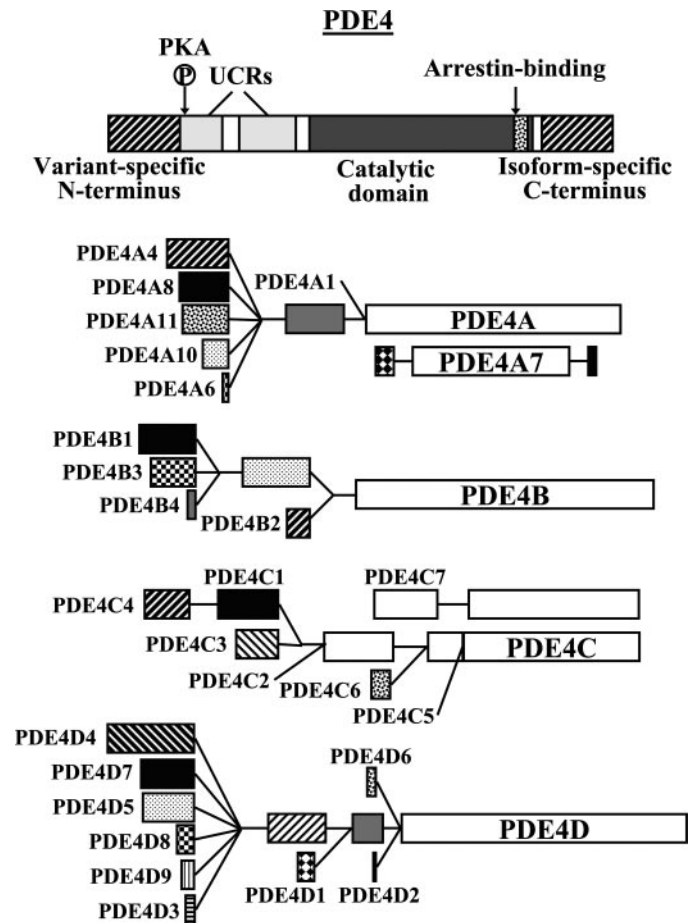 PDE4
PKA
P
UCRs
Arrestin-binding
Variant-specific
N-terminus
Catalytic
domain
Isoform-specific
C-terminus
PDE4A4
PDE4A8
PDE4A1
PDE4A11
PDE4A
PDE4A10
PDE4A7
PDE4A6
PDE4B1
PDE4B3
PDE4B
PDE4B4
PDE4B2
PDE4C1
PDE4C7
PDE4C4
PDE4C3
PDE4C
PDE4C2
PDE4C6
PDE4C5
PDE4D4
PDE4D6
PDE4D7
PDE4D5
PDE4D
PDE4D8
PDE4D9
PDE4D1
PDE4D2
PDE4D3